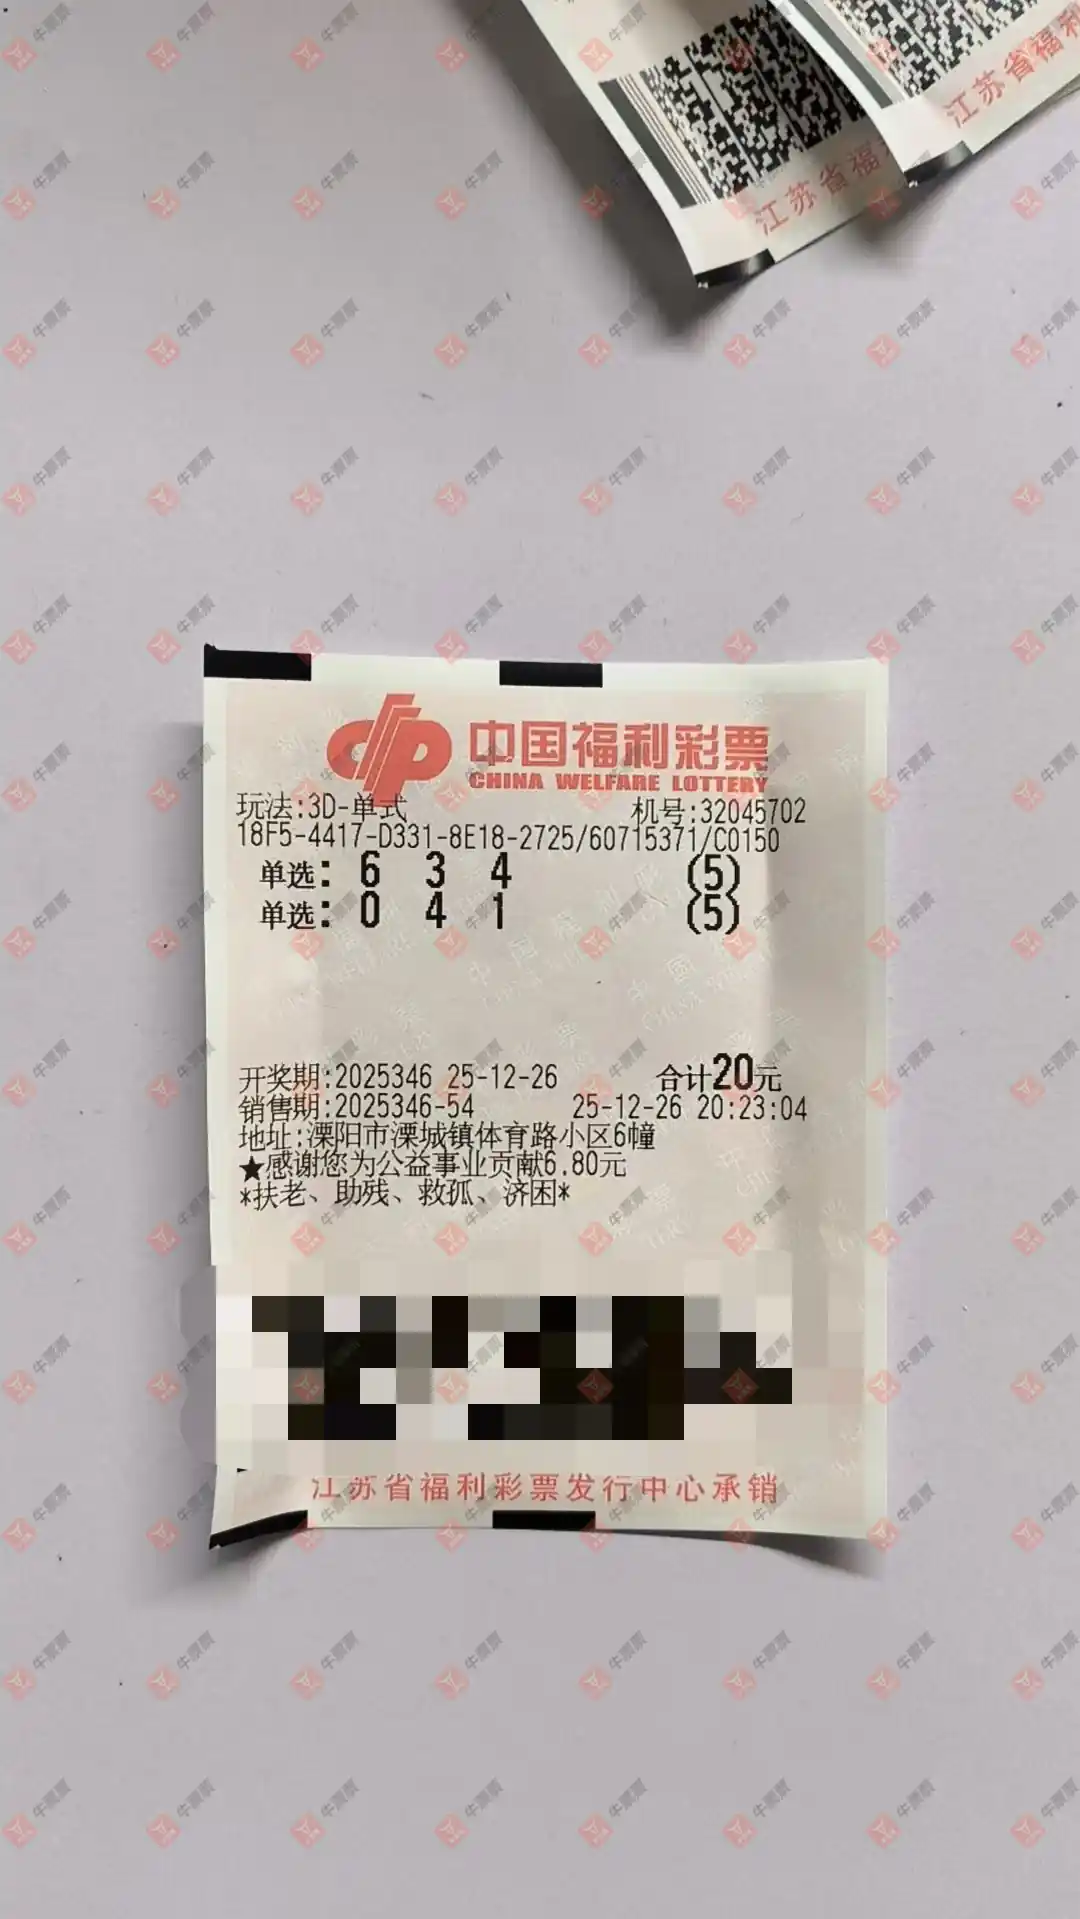 江苏省福
江苏省福利
中国福利彩票
CHINA WELFARE LOTTERY
玩法:3D-单式 机号:32045702
18F5-4417-D331-8E18-2725/60715371/C0150
单选: 6 3 4 (5)
单选: 0 4 1 (5)
开奖期:2025346 25-12-26 合计20元
销售期:2025346-54 25-12-26 20:23:04
地址:溧阳市溧城镇体育路小区6幢
★感谢您为公益事业贡献6.80元
*扶老、助残、救孤、济困*
江苏省福利彩票发行中心承销
牛票票